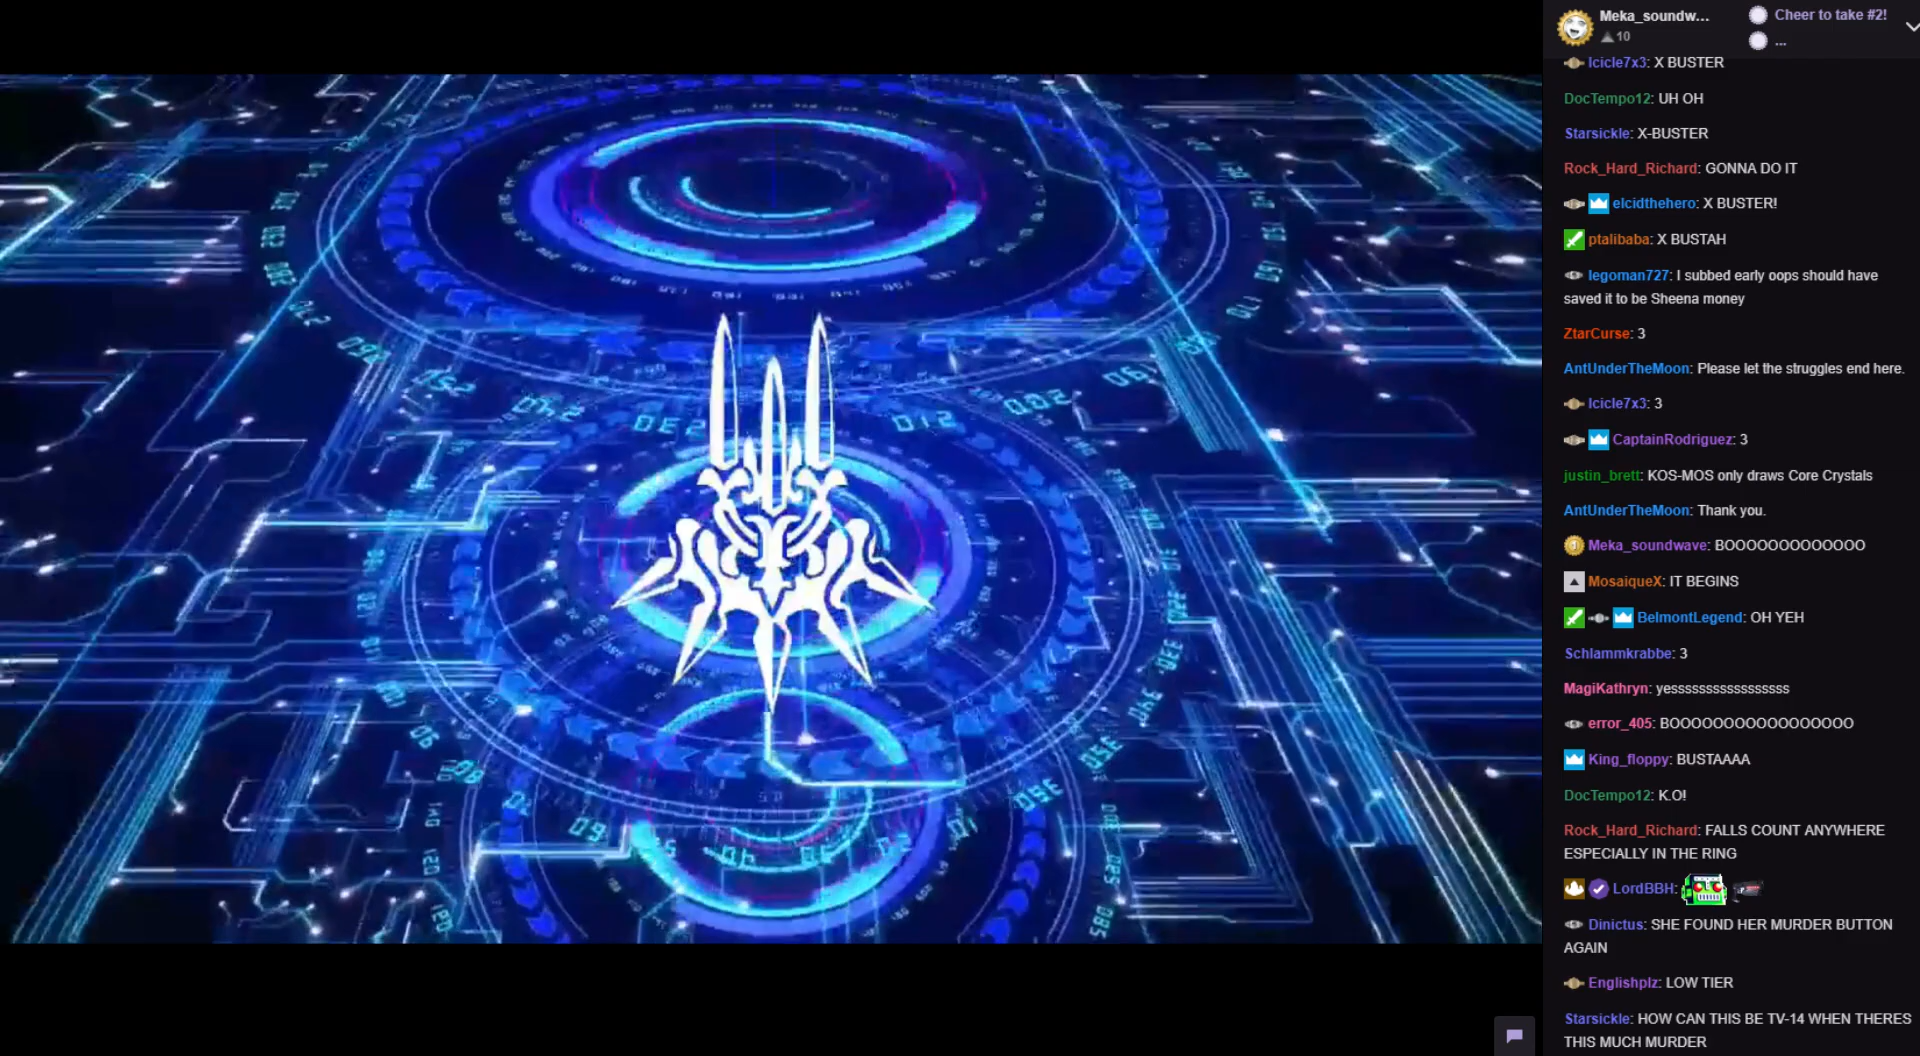 Meka_soundw...
10
Cheer to take #2!
...
Icicle7x3: X BUSTER
DocTempo12: UH OH
Starsickle: X-BUSTER
Rock_Hard_Richard: GONNA DO IT
elcidthehero: X BUSTER!
ptalibaba: X BUSTAH
legoman727: I subbed early oops should have
saved it to be Sheena money
ZtarCurse: 3
AntUnderTheMoon: Please let the struggles end here.
Icicle7x3: 3
CaptainRodriguez: 3
justin_brett: KOS-MOS only draws Core Crystals
AntUnderTheMoon: Thank you.
Meka_soundwave: BOOOOOOOOOOOOO
MosaiqueX: IT BEGINS
BelmontLegend: OH YEH
Schlammkrabbe: 3
MagiKathryn: yesssssssssssssssss
error_405: BOOOOOOOOOOOOOOOOO
King_floppy: BUSTAAAA
DocTempo12: K.O!
Rock_Hard_Richard: FALLS COUNT ANYWHERE
ESPECIALLY IN THE RING
LordBBH:
Dinictus: SHE FOUND HER MURDER BUTTON
AGAIN
Englishplz: LOW TIER
Starsickle: HOW CAN THIS BE TV-14 WHEN THERES
THIS MUCH MURDER